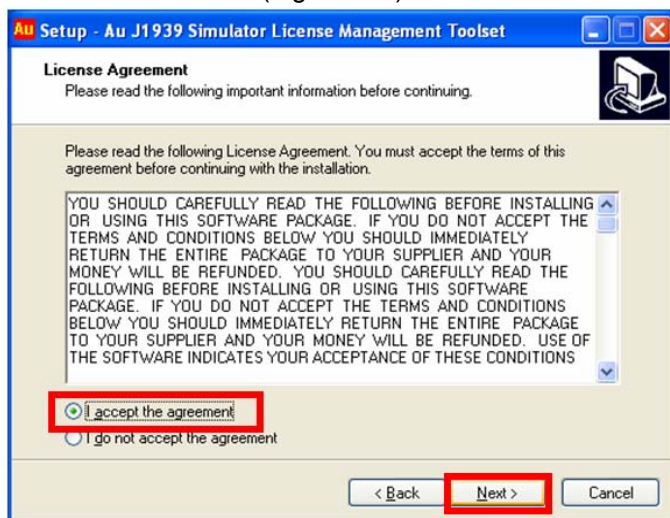 Au Setup - Au J1939 Simulator License Management Toolset
License Agreement
Please read the following important information before continuing.
Please read the following License Agreement. You must accept the terms of this
agreement before continuing with the installation.
YOU SHOULD CAREFULLY READ THE FOLLOWING BEFORE INSTALLING
OR USING THIS SOFTWARE PACKAGE. IF YOU DO NOT ACCEPT THE
TERMS AND CONDITIONS BELOW YOU SHOULD IMMEDIATELY
RETURN THE ENTIRE PACKAGE TO YOUR SUPPLIER AND YOUR
MONEY WILL BE REFUNDED. YOU SHOULD CAREFULLY READ THE
FOLLOWING BEFORE INSTALLING OR USING THIS SOFTWARE
PACKAGE. IF YOU DO NOT ACCEPT THE TERMS AND CONDITIONS
BELOW YOU SHOULD IMMEDIATELY RETURN THE ENTIRE PACKAGE
TO YOUR SUPPLIER AND YOUR MONEY WILL BE REFUNDED. USE OF
THE SOFTWARE INDICATES YOUR ACCEPTANCE OF THESE CONDITIONS
I accept the agreement
I do not accept the agreement
< Back Next > Cancel